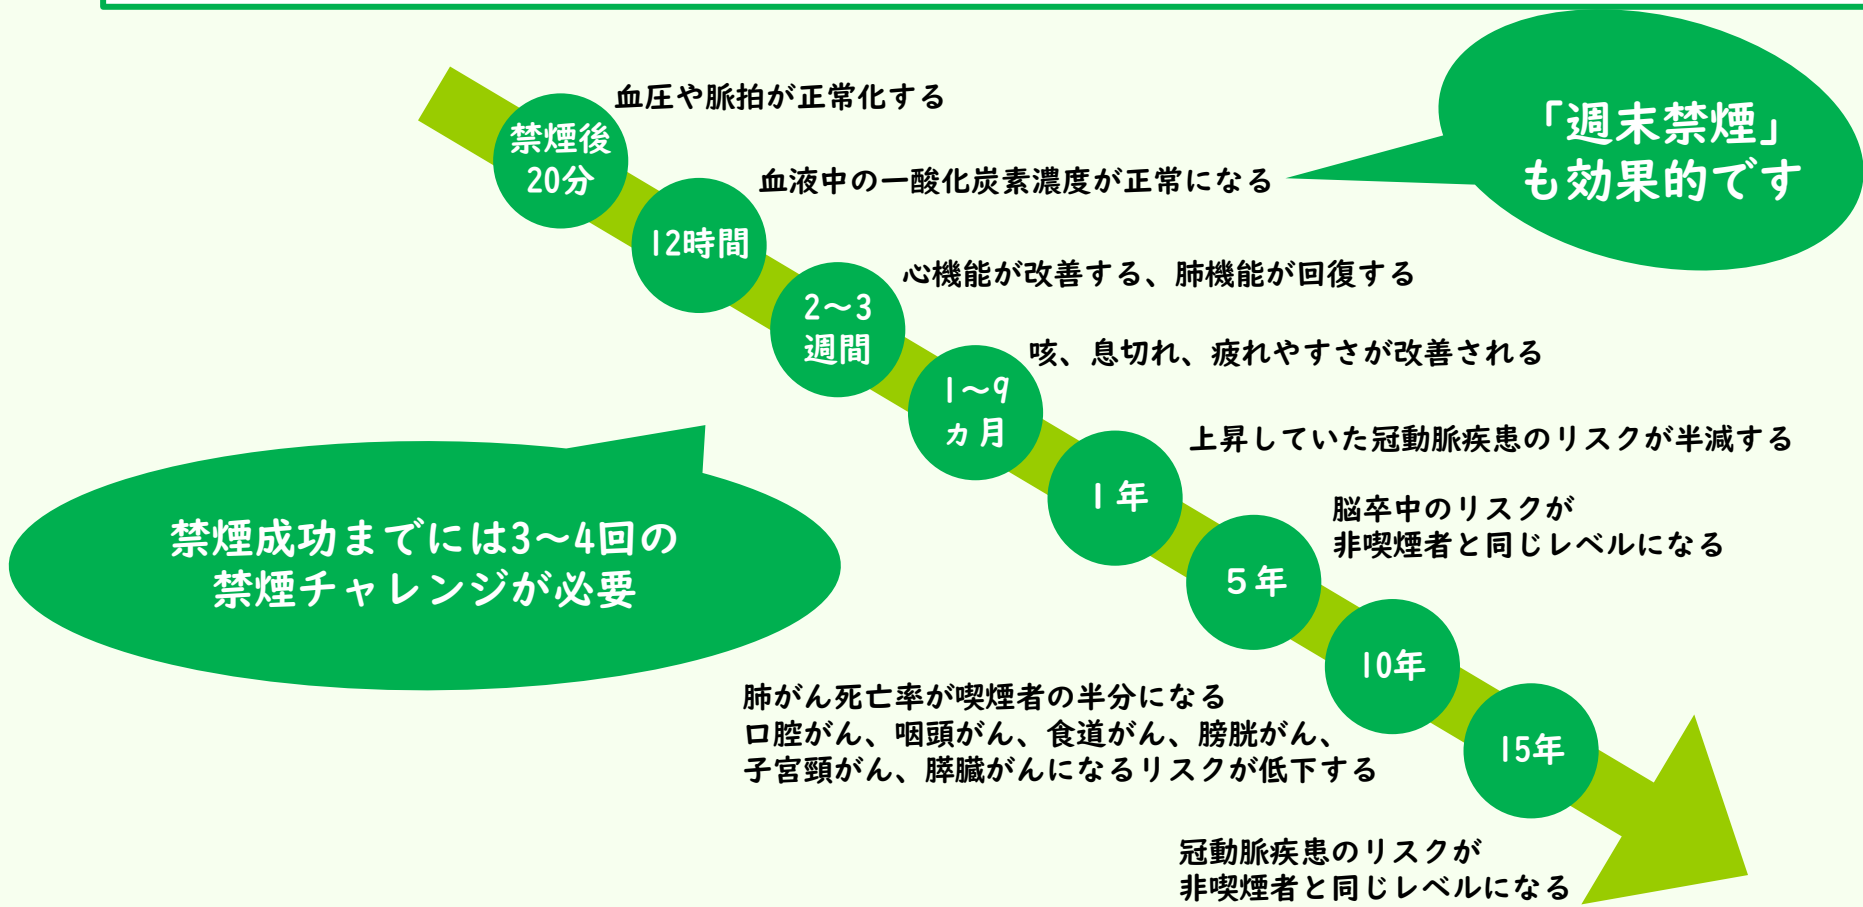 禁煙後
20分
血圧や脈拍が正常化する
12時間
血液中の一酸化炭素濃度が正常になる
「週末禁煙」
も効果的です
2～3
週間
心機能が改善する、肺機能が回復する
1～9
カ月
咳、息切れ、疲れやすさが改善される
1年
上昇していた冠動脈疾患のリスクが半減する
5年
脳卒中のリスクが
非喫煙者と同じレベルになる
禁煙成功までには3～4回の
禁煙チャレンジが必要
10年
肺がん死亡率が喫煙者の半分になる
口腔がん、咽頭がん、食道がん、膀胱がん、
子宮頸がん、膵臓がんになるリスクが低下する
15年
冠動脈疾患のリスクが
非喫煙者と同じレベルになる